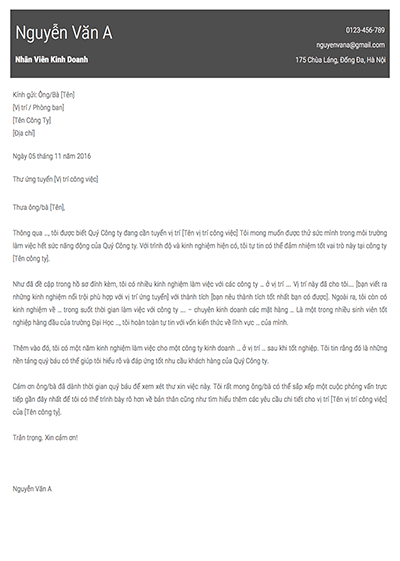 Nguyễn Văn A
0123-456-789
nguyenvana@gmail.com
Nhân Viên Kinh Doanh
175 Chùa Láng, Đống Đa, Hà Nội
Kính gửi: Ông/Bà [Tên]
[Vị trí / Phòng ban]
[Tên Công Ty]
[Địa chỉ]
Ngày 05 tháng 11 năm 2016
Thư ứng tuyển [Vị trí công việc]
Thưa ông/bà [Tên],
Thông qua ..., tôi được biết Quý Công ty đang cần tuyển vị trí [Tên vị trí công việc] Tôi mong muốn được thử sức mình trong môi trường
làm việc hết sức năng động của Quý Công ty. Với trình độ và kinh nghiệm hiện có, tôi tự tin có thể đảm nhiệm tốt vai trò này tại công ty
[Tên công ty].
Như đã đề cập trong hồ sơ đính kèm, tôi có nhiều kinh nghiệm làm việc với các công ty ... ở vị trí .... Vị trí này đã cho tôi.... [bạn viết ra
những kinh nghiệm nổi trội phù hợp với vị trí ứng tuyển] với thành tích [bạn nêu thành tích tốt nhất bạn có được]. Ngoài ra, tôi còn có
kinh nghiệm về ... trong suốt thời gian làm việc với công ty .... – chuyên kinh doanh các mặt hàng ... Là một trong nhiều sinh viên tốt
nghiệp hàng đầu của trường Đại Học ..., tôi hoàn toàn tự tin với vốn kiến thức về lĩnh vực ... của mình.
Thêm vào đó, tôi có một năm kinh nghiệm làm việc cho một công ty kinh doanh ... ở vị trí ... sau khi tốt nghiệp. Tôi tin rằng đó là những
nền tảng quý báu có thể giúp tôi hiểu rõ và đáp ứng tốt nhu cầu khách hàng của Quý Công ty.
Cám ơn ông/bà đã dành thời gian quý báu để xem xét thư xin việc này. Tôi rất mong ông/bà có thể sắp xếp một cuộc phỏng vấn trực
tiếp gần đây nhất để tôi có thể trình bày rõ hơn về bản thân cũng như tìm hiểu thêm các yêu cầu chi tiết cho vị trí [Tên vị trí công việc]
của [Tên công ty].
Trân trọng. Xin cảm ơn!
Nguyễn Văn A